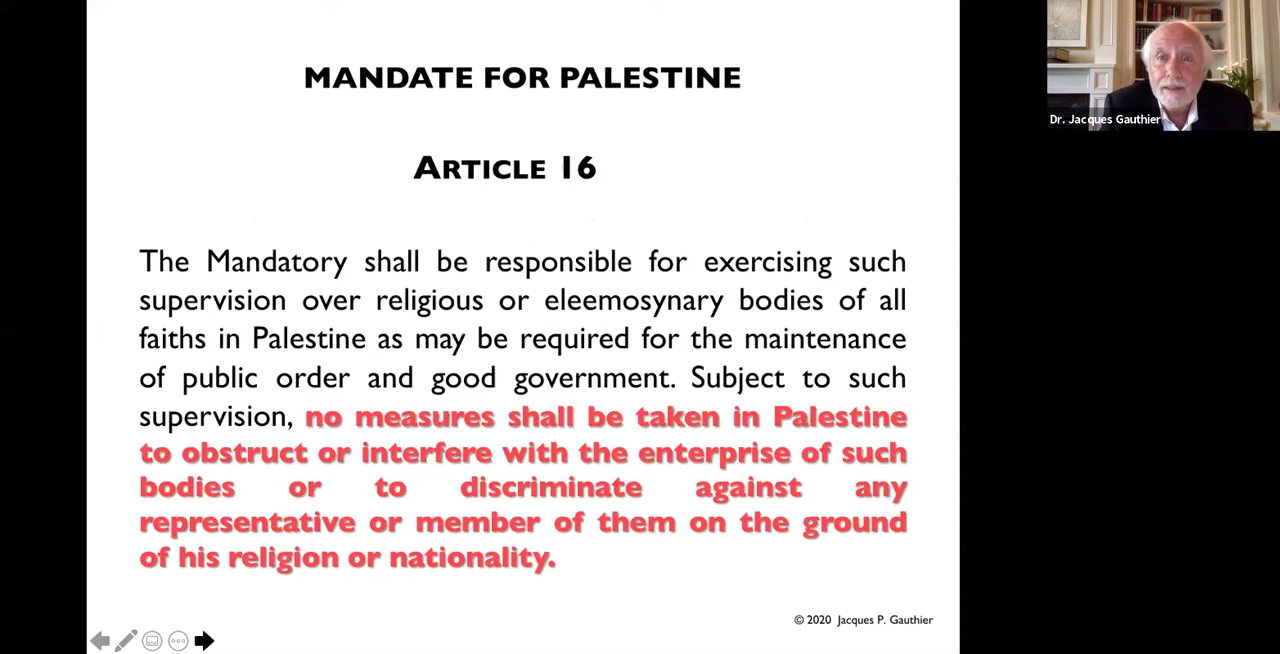 MANDATE FOR PALESTINE
ARTICLE 16
The Mandatory shall be responsible for exercising such
supervision over religious or eleemosynary bodies of all
faiths in Palestine as may be required for the maintenance
of public order and good government. Subject to such
supervision, no measures shall be taken in Palestine
to obstruct or interfere with the enterprise of such
bodies or to discriminate against any
representative or member of them on the ground
of his religion or nationality.
© 2020 Jacques P. Gauthier
Dr. Jacques Gauthier